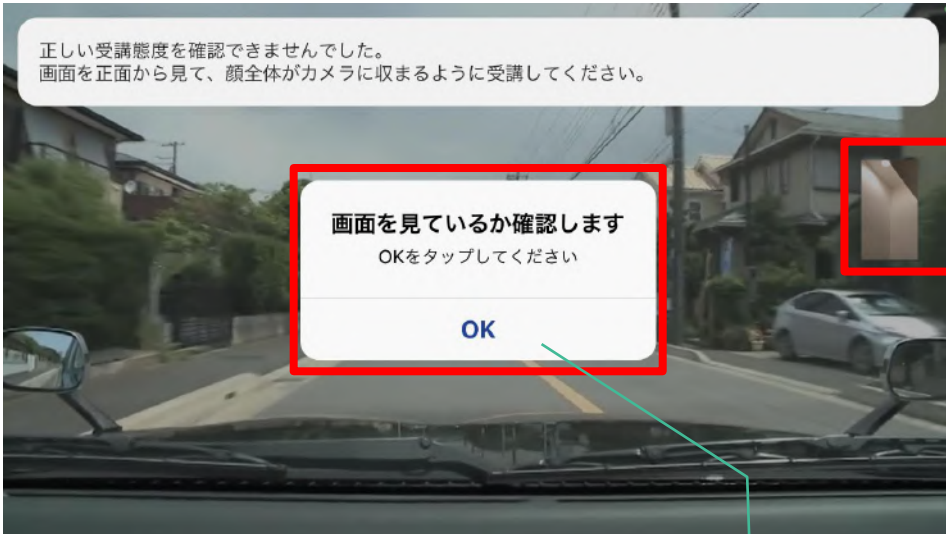 正しい受講態度を確認できませんでした。
画面を正面から見て、顔全体がカメラに収まるように受講してください。
画面を見ているか確認します
OKをタップしてください
OK